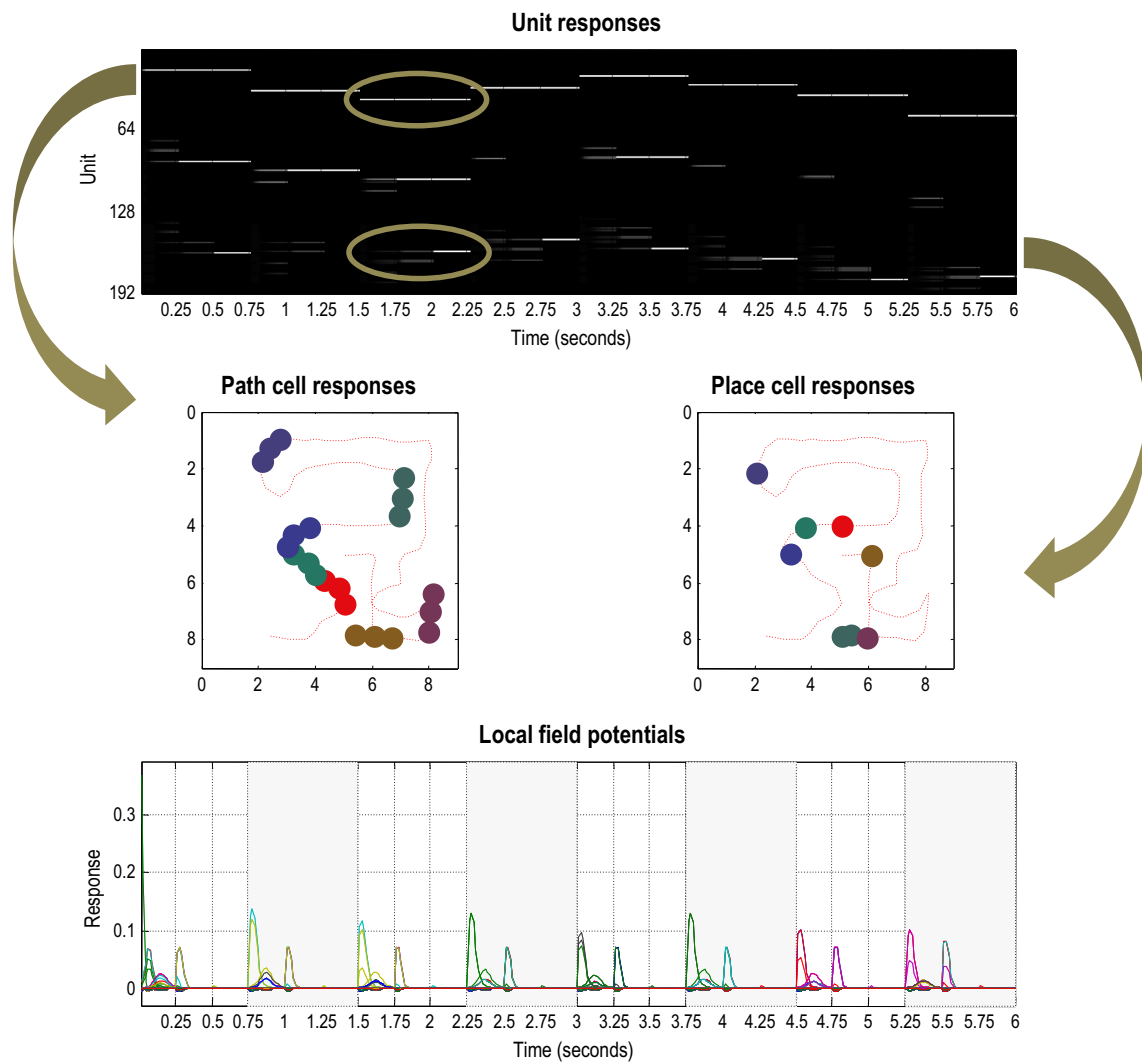 Unit responses
Unit
64
128
192
0.25 0.5 0.75 1 1.25 1.5 1.75 2 2.25 2.5 2.75 3 3.25 3.5 3.75 4 4.25 4.5 4.75 5 5.25 5.5 5.75 6
Time (seconds)
Path cell responses
0
2
4
6
8
0 2 4 6 8
Place cell responses
0
2
4
6
8
0 2 4 6 8
Local field potentials
Response
0.3
0.2
0.1
0
0.25 0.5 0.75 1 1.25 1.5 1.75 2 2.25 2.5 2.75 3 3.25 3.5 3.75 4 4.25 4.5 4.75 5 5.25 5.5 5.75 6
Time (seconds)